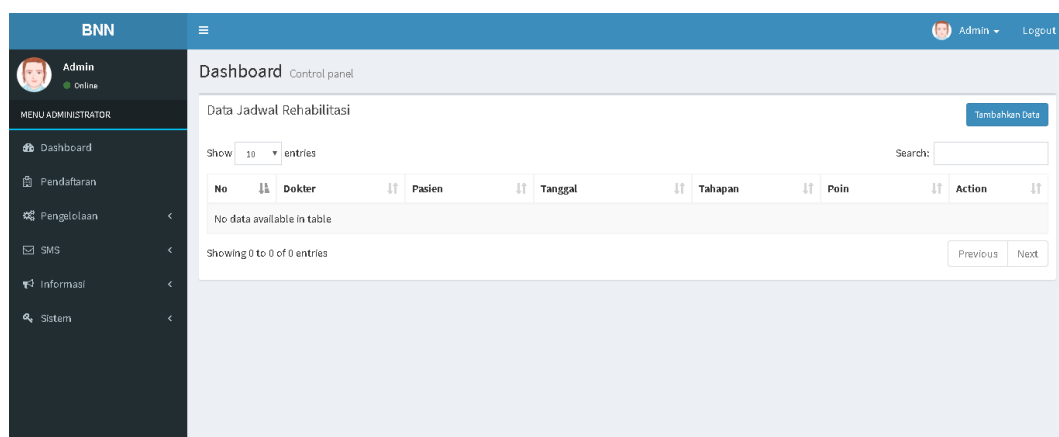 BNN
Admin
Logout
Admin
Online
Dashboard Control panel
MENU ADMINISTRATOR
Data Jadwal Rehabilitasi
Tambahkan Data
Dashboard
Show 10 entries
Search:
Pendaftaran
No Dokter Pasien Tanggal Tahapan Poin Action
Pengelolaan
No data available in table
SMS
Showing 0 to 0 of 0 entries
Previous Next
Informasi
Sistem